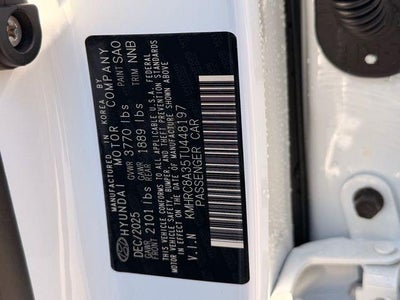 MANUFACTURED IN KOREA BY
HYUNDAI MOTOR COMPANY
DEC/2025 GVWR 3770 lbs PAINT SAO
GAWR FRONT 2101 lbs GAWR REAR 1889 lbs TRIM NNB
THIS VEHICLE CONFORMS TO ALL APPLICABLE U.S.A. FEDERAL
MOTOR VEHICLE SAFETY, BUMPER, AND THEFT PREVENTION STANDARDS
IN EFFECT ON THE DATE OF MANUFACTURE SHOWN ABOVE
V.I.N KMHRC8A35TU448197
PASSENGER CAR